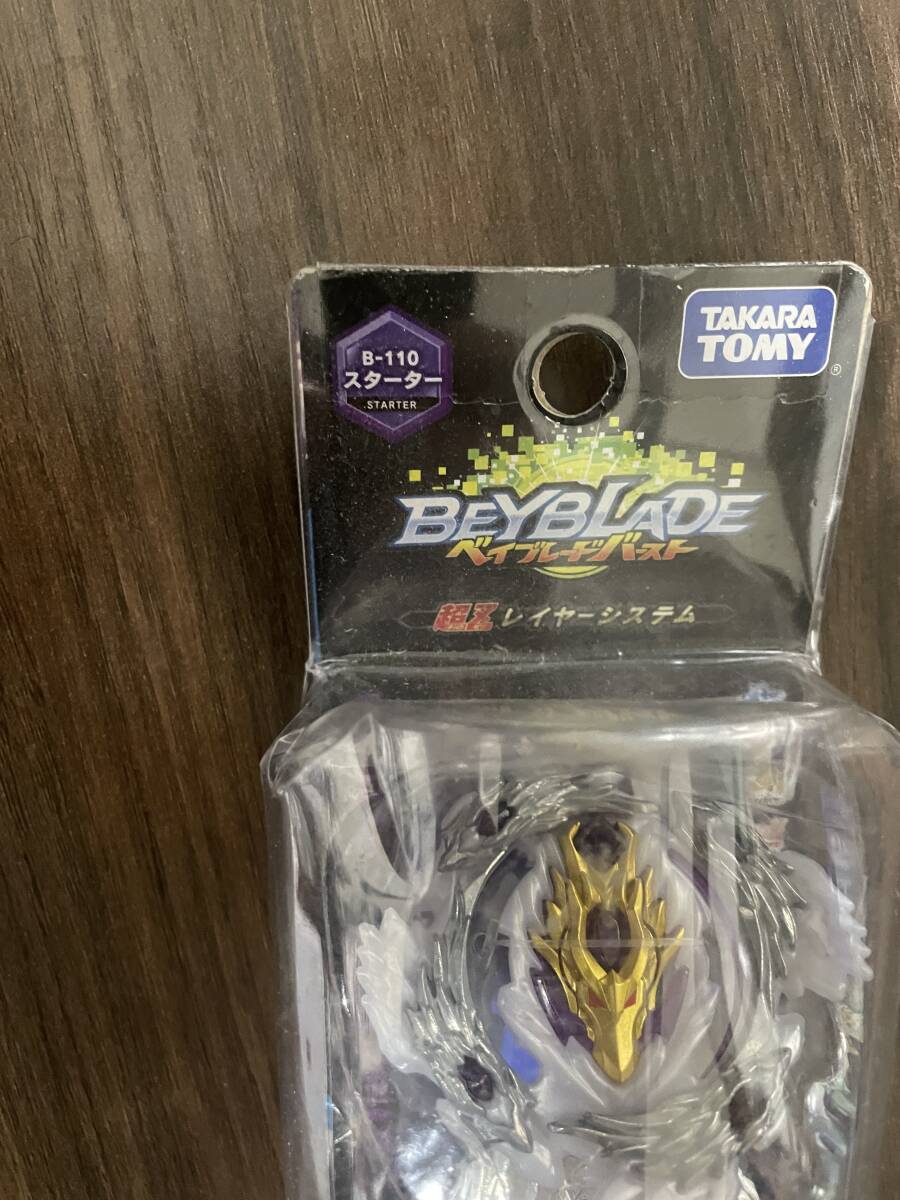 B-110
スターター
STARTER
TAKARA
TOMY
®
BEYBLADE
ベイブレードバースト
超Z レイヤーシステム